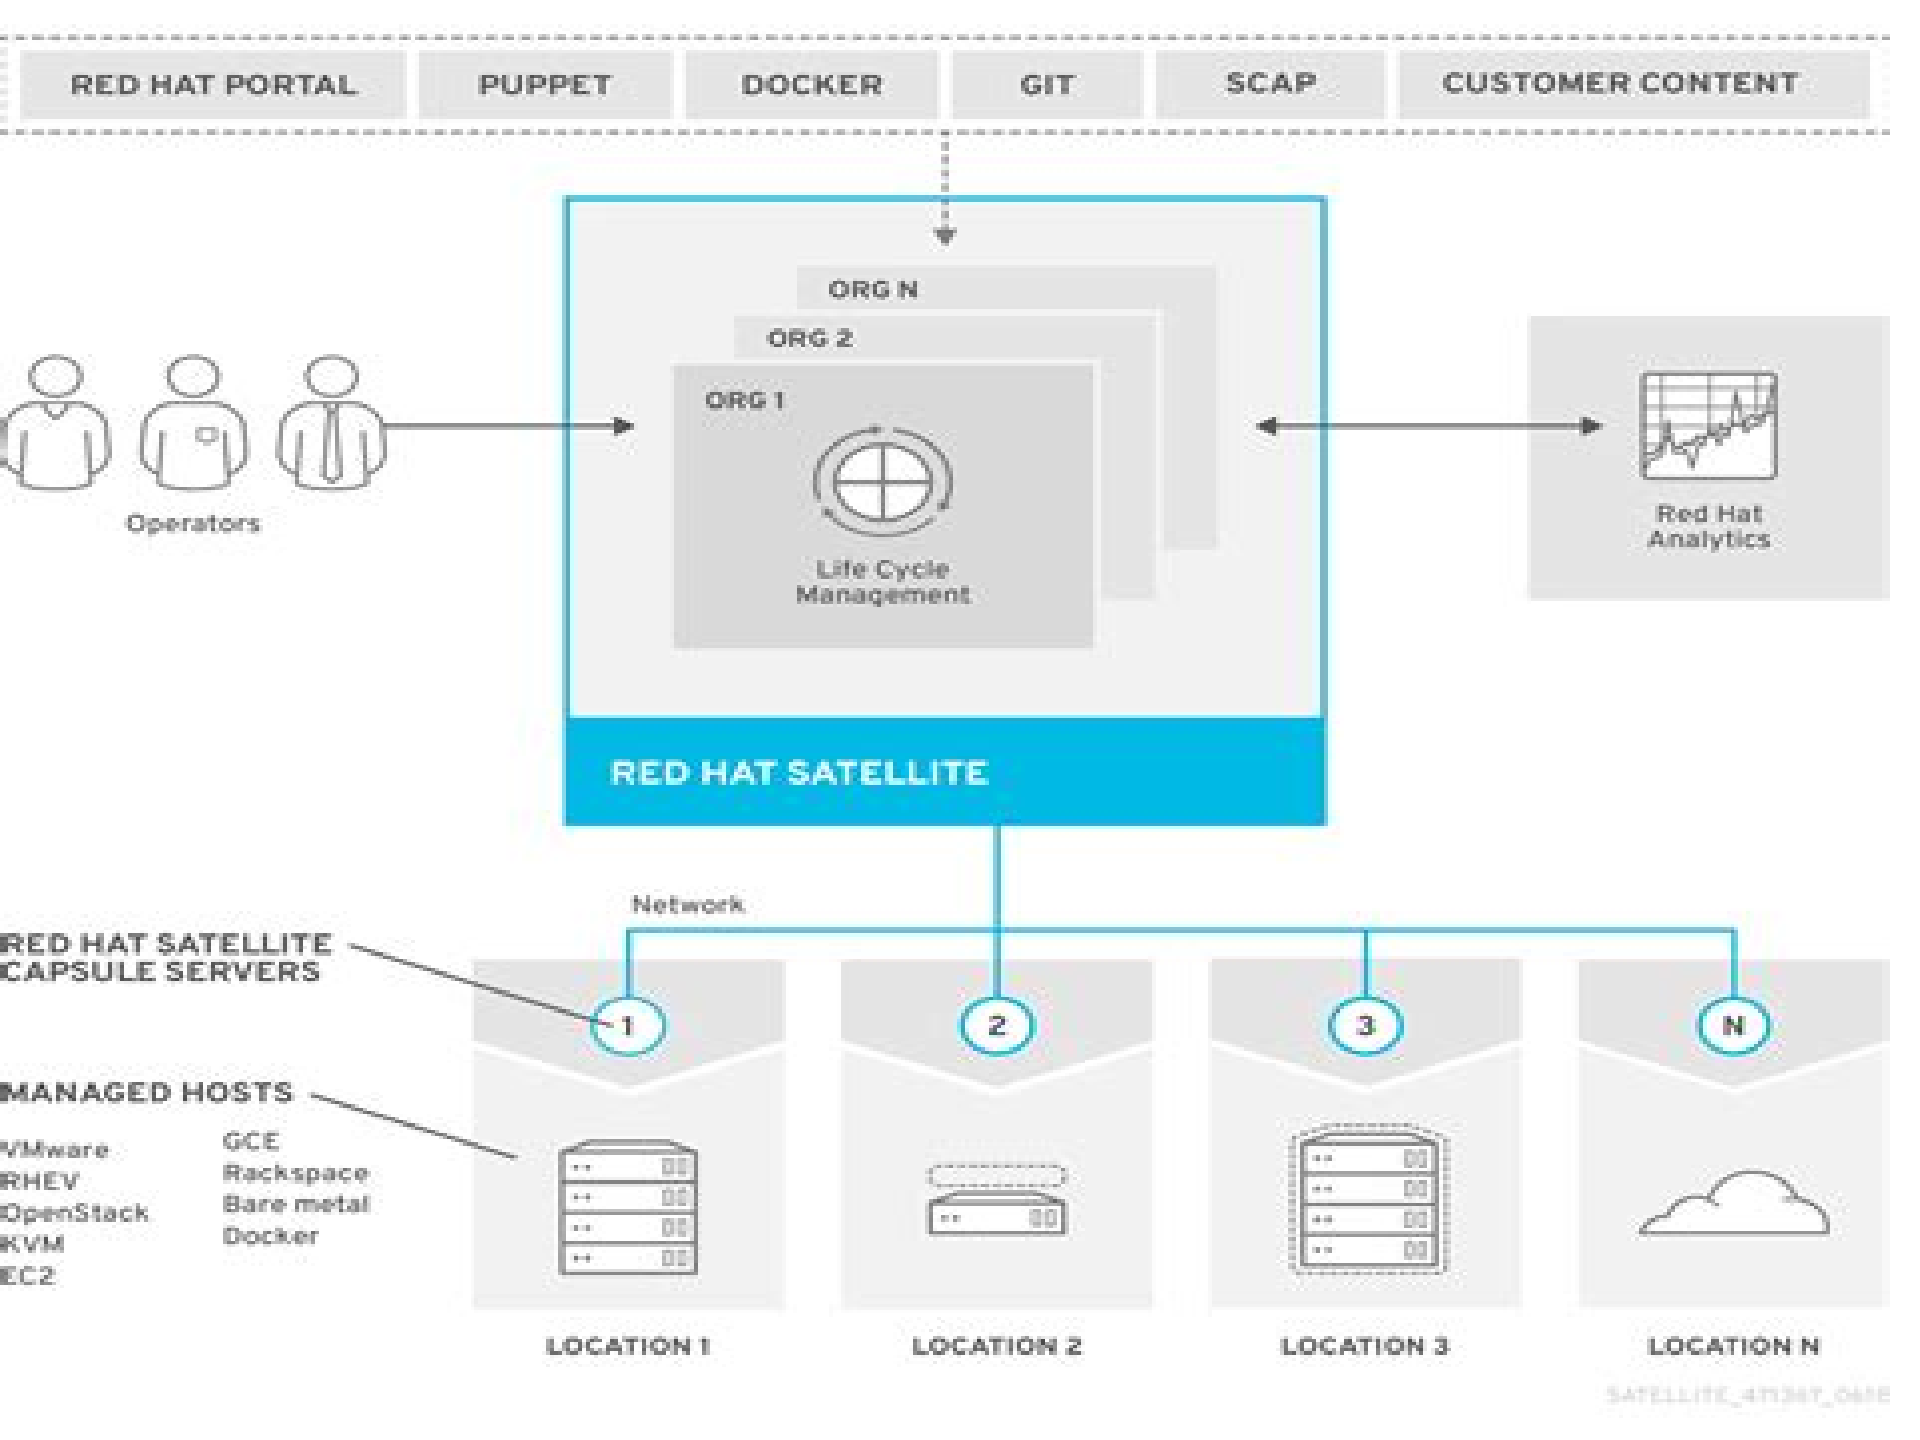 RED HAT PORTAL
PUPPET
DOCKER
GIT
SCAP
CUSTOMER CONTENT
ORG N
ORG 2
ORG 1
Life Cycle
Management
Operators
Red Hat
Analytics
RED HAT SATELLITE
Network
RED HAT SATELLITE
CAPSULE SERVERS
1
2
3
N
MANAGED HOSTS
VMware
RHEV
OpenStack
KVM
EC2
GCE
Rackspace
Bare metal
Docker
LOCATION 1
LOCATION 2
LOCATION 3
LOCATION N